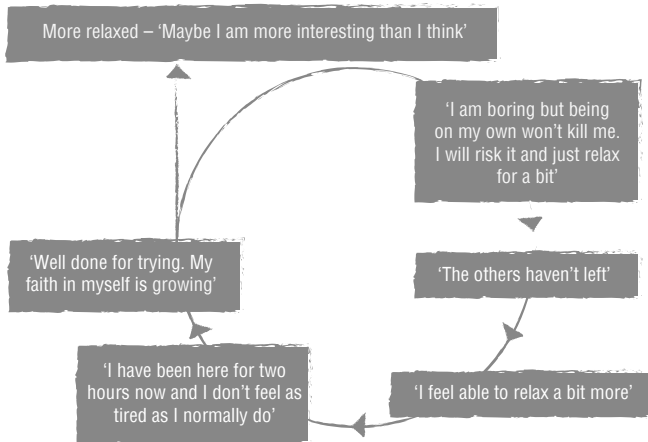 More relaxed – ‘Maybe I am more interesting than I think’
‘I am boring but being
on my own won’t kill me.
I will risk it and just relax
for a bit’
‘The others haven’t left’
‘I feel able to relax a bit more’
‘I have been here for two
hours now and I don’t feel as
tired as I normally do’
‘Well done for trying. My
faith in myself is growing’